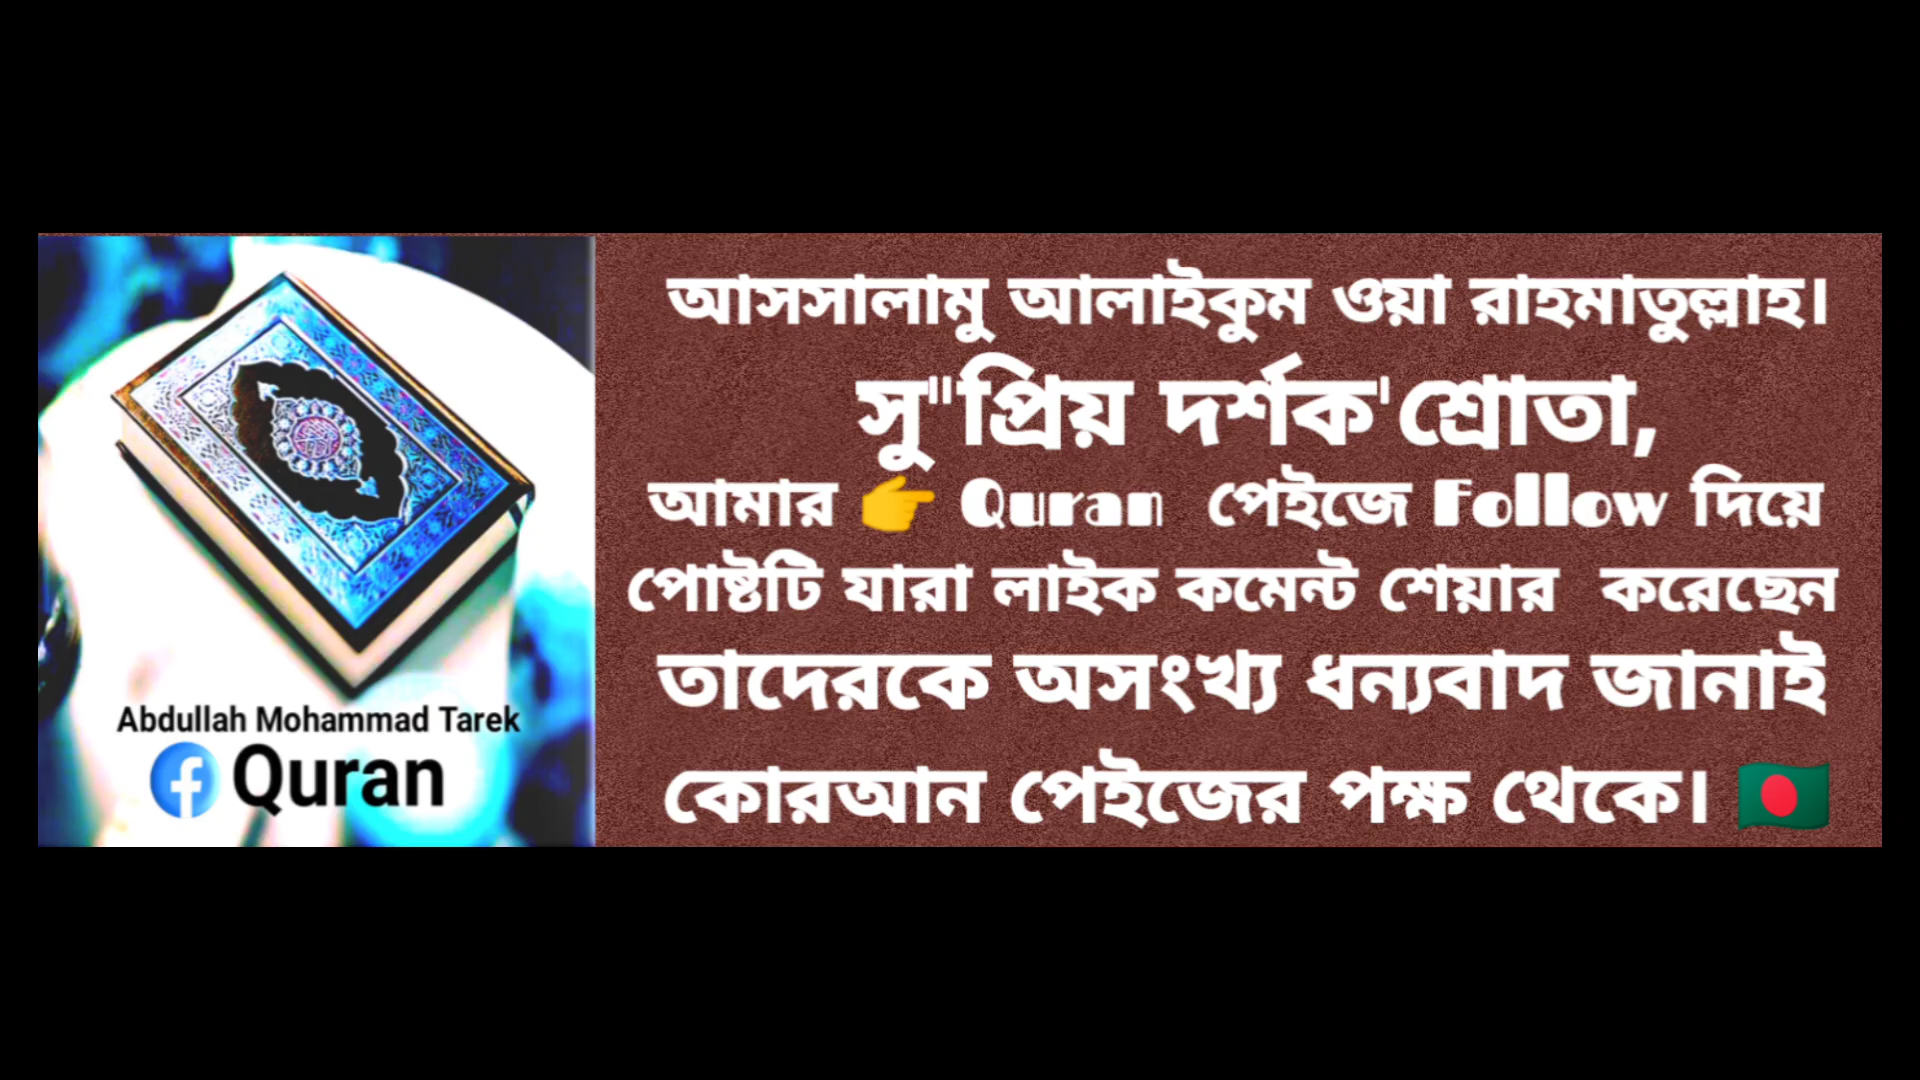 Abdullah Mohammad Tarek
Quran
আসসালামু আলাইকুম ওয়া রাহমাতুল্লাহ।
সু"প্রিয় দর্শক'শ্রোতা,
আমার 👉 Quran পেইজে Follow দিয়ে
পোষ্টটি যারা লাইক কমেন্ট শেয়ার করেছেন
তাদেরকে অসংখ্য ধন্যবাদ জানাই
কোরআন পেইজের পক্ষ থেকে। 🇧🇩